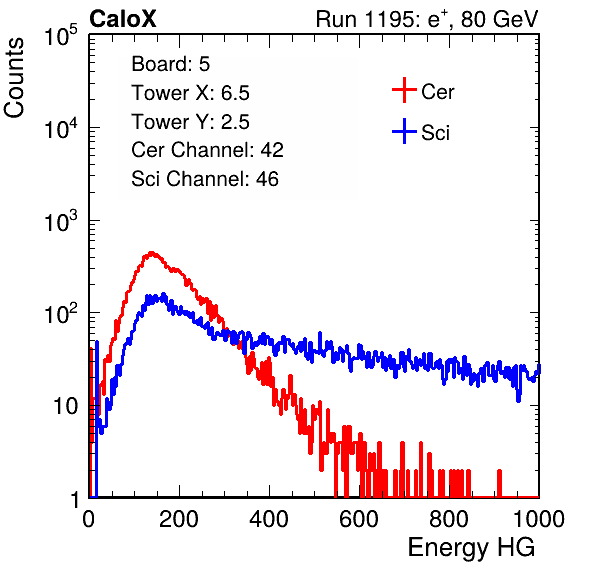 CaloX Run 1195: e⁺, 80 GeV
Counts
10⁵
10⁴
10³
10²
10
1
Board: 5
Tower X: 6.5
Tower Y: 2.5
Cer Channel: 42
Sci Channel: 46
Cer
Sci
0 200 400 600 800 1000
Energy HG